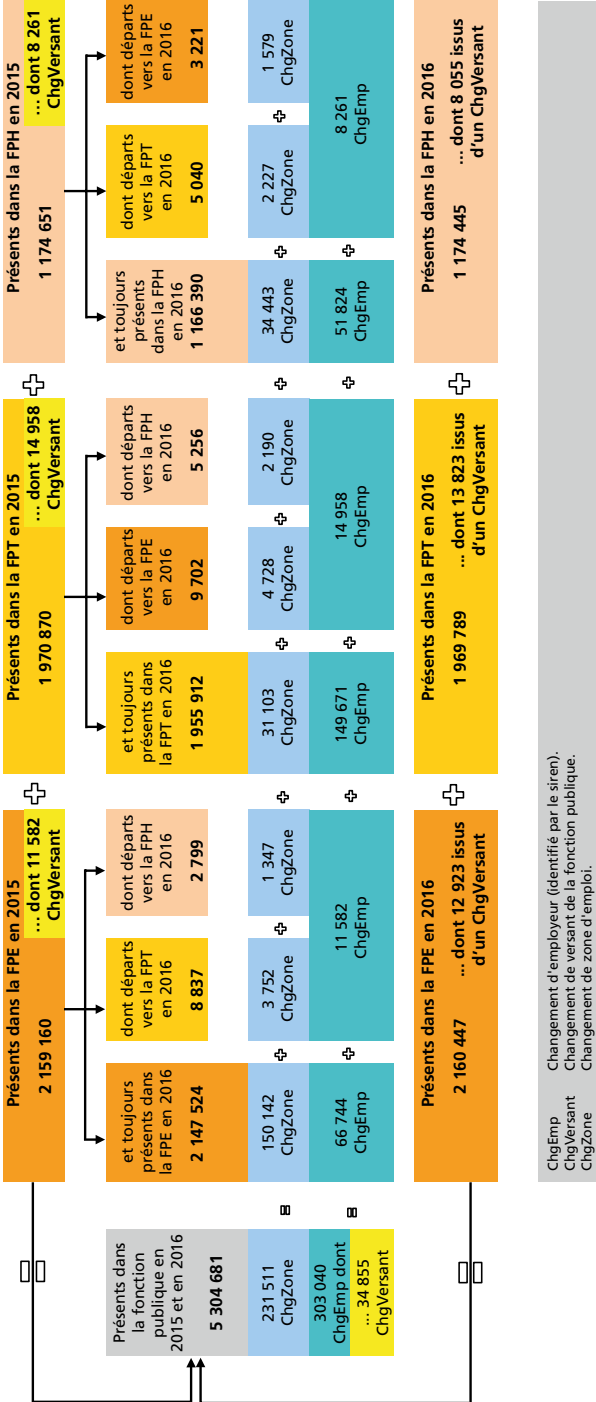 Présents dans la FPE en 2015
2 159 160
... dont 11 582
ChgVersant
Présents dans la FPT en 2015
1 970 870
... dont 14 958
ChgVersant
Présents dans la FPH en 2015
1 174 651
... dont 8 261
ChgVersant
Présents dans
la fonction
publique en
2015 et en 2016
5 304 681
et toujours
présents dans
la FPE en 2016
2 147 524
dont départs
vers la FPT
en 2016
8 837
dont départs
vers la FPH
en 2016
2 799
et toujours
présents dans
la FPT en 2016
1 955 912
dont départs
vers la FPE
en 2016
9 702
dont départs
vers la FPH
en 2016
5 256
et toujours
présents
dans la FPH
en 2016
1 166 390
dont départs
vers la FPT
en 2016
5 040
dont départs
vers la FPE
en 2016
3 221
231 511
ChgZone
=
150 142
ChgZone
+
3 752
ChgZone
+
1 347
ChgZone
+
31 103
ChgZone
+
4 728
ChgZone
+
2 190
ChgZone
+
34 443
ChgZone
+
2 227
ChgZone
+
1 579
ChgZone
303 040
ChgEmp dont
... 34 855
ChgVersant
=
66 744
ChgEmp
+
11 582
ChgEmp
+
149 671
ChgEmp
+
14 958
ChgEmp
+
51 824
ChgEmp
+
8 261
ChgEmp
Présents dans la FPE en 2016
2 160 447
... dont 12 923 issus
d'un ChgVersant
Présents dans la FPT en 2016
1 969 789
... dont 13 823 issus
d'un ChgVersant
Présents dans la FPH en 2016
1 174 445
... dont 8 055 issus
d'un ChgVersant
ChgEmp Changement d'employeur (identifié par le siren).
ChgVersant Changement de versant de la fonction publique.
ChgZone Changement de zone d'emploi.